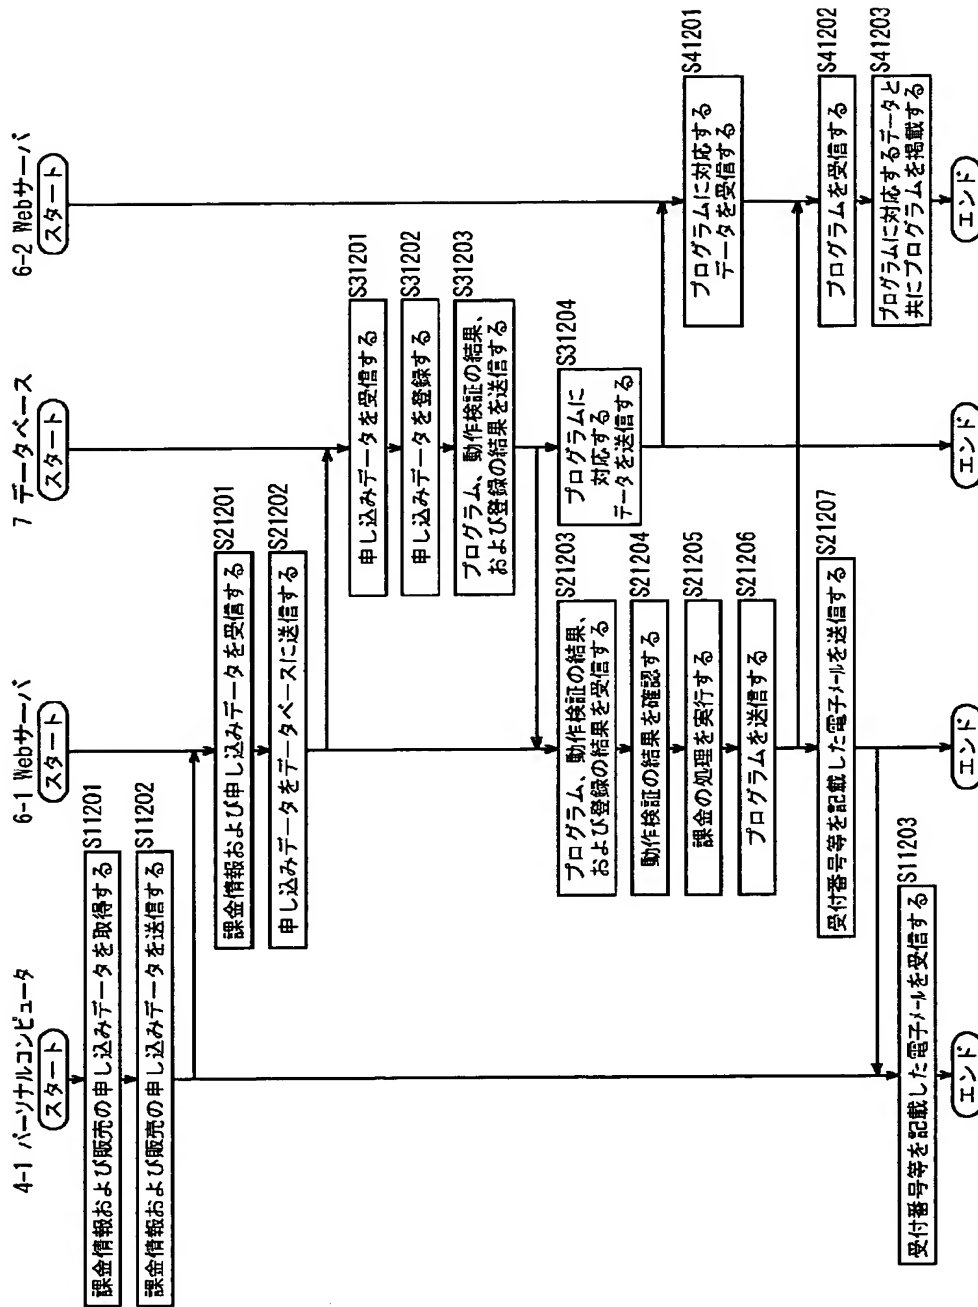 4-1 パーソナルコンピュータ
スタート
S11201
課金情報および販売の申し込みデータを取得する
S11202
課金情報および販売の申し込みデータを送信する
S11203
受付番号等を記載した電子メールを受信する
エンド
6-1 Webサーバ
スタート
S21201
課金情報および申し込みデータを受信する
S21202
申し込みデータをデータベースに送信する
S21203
プログラム、動作検証の結果、
および登録の結果を受信する
S21204
動作検証の結果を確認する
S21205
課金の処理を実行する
S21206
プログラムを送信する
S21207
受付番号等を記載した電子メールを送信する
エンド
7 データベース
スタート
S31201
申し込みデータを受信する
S31202
申し込みデータを登録する
S31203
プログラム、動作検証の結果、
および登録の結果を送信する
S31204
プログラムに
対応する
データを送信する
エンド
6-2 Webサーバ
スタート
S41201
プログラムに対応する
データを受信する
S41202
プログラムを受信する
S41203
プログラムに対応するデータと
共にプログラムを掲載する
エンド